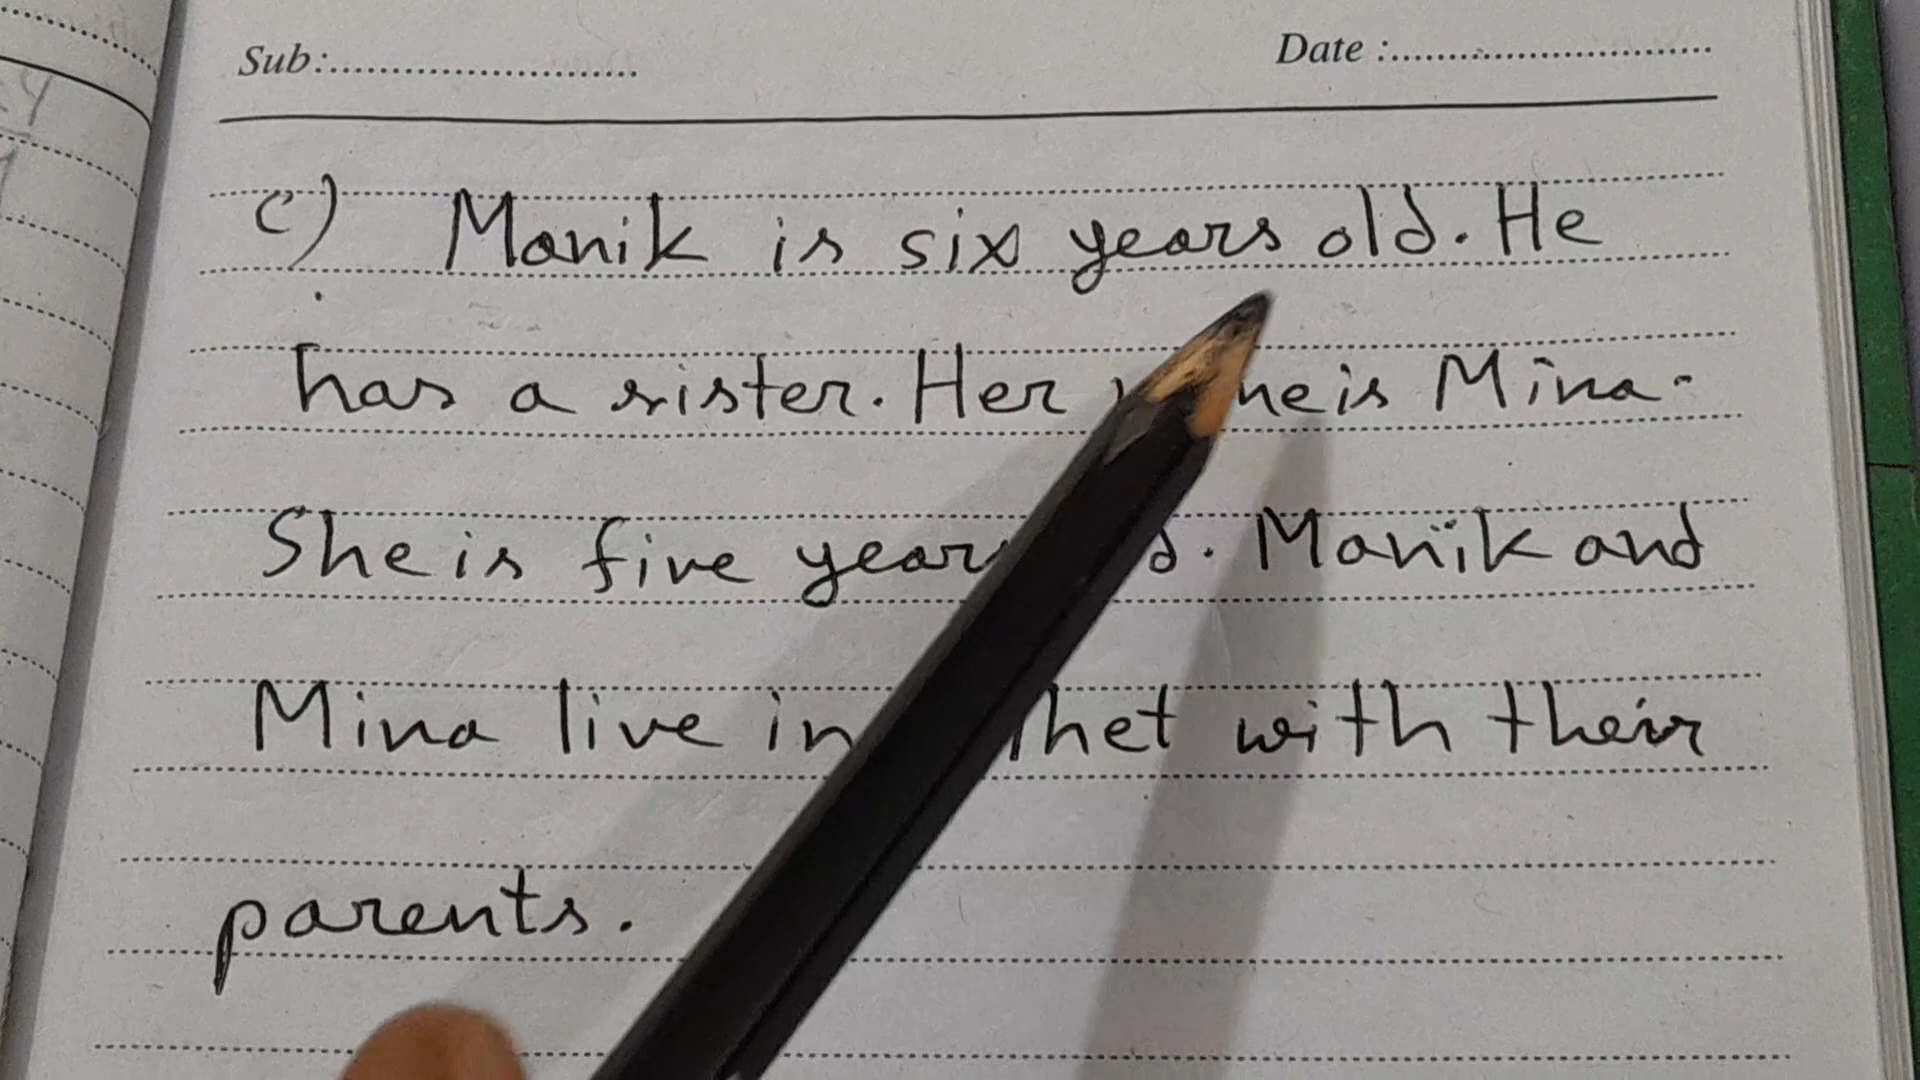 Sub:........................ Date :..............................
c) Manik is six years old. He
has a sister. Her is Mina.
She is five Manik and
Mina live in with their
parents.